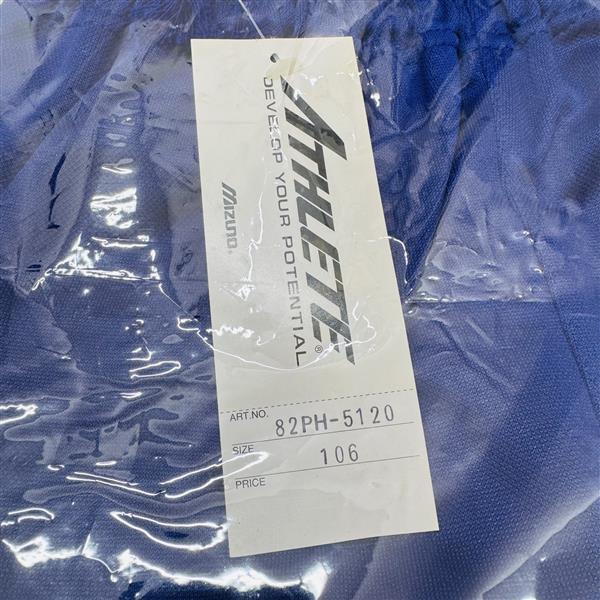 ATHLETE®
DEVELOP YOUR POTENTIAL
Mizuno®
ART.NO. 82PH-5120
SIZE 106
PRICE